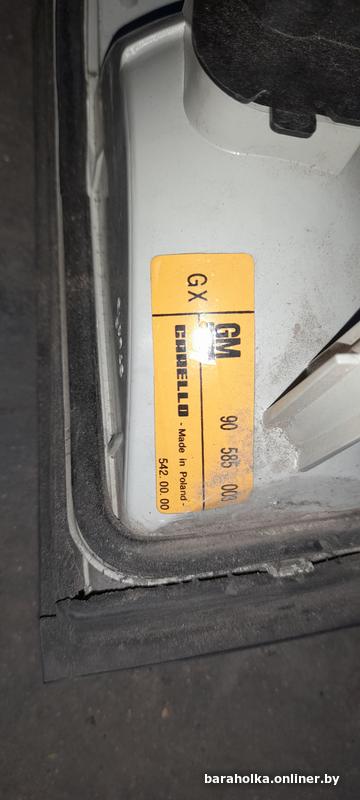 GM 90 585 00
GX
CARELLO - Made in Poland -
542.00.00
baraholka.onliner.by